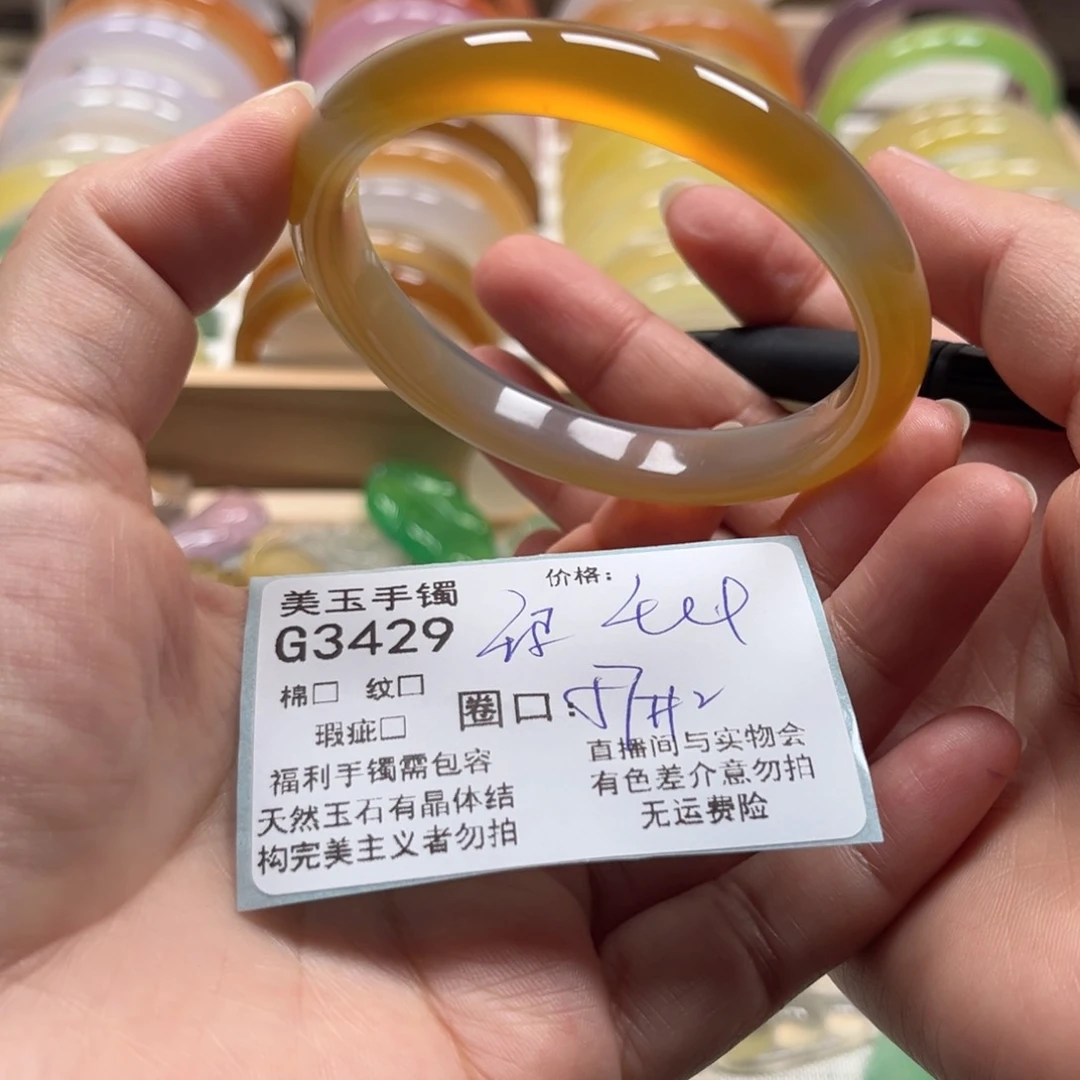 美玉手镯
G3429
价格：
棉□ 纹□
圈口：57
瑕疵□
福利手镯需包容
天然玉石有晶体结
构完美主义者勿拍
直播间与实物会
有色差介意勿拍
无运费险